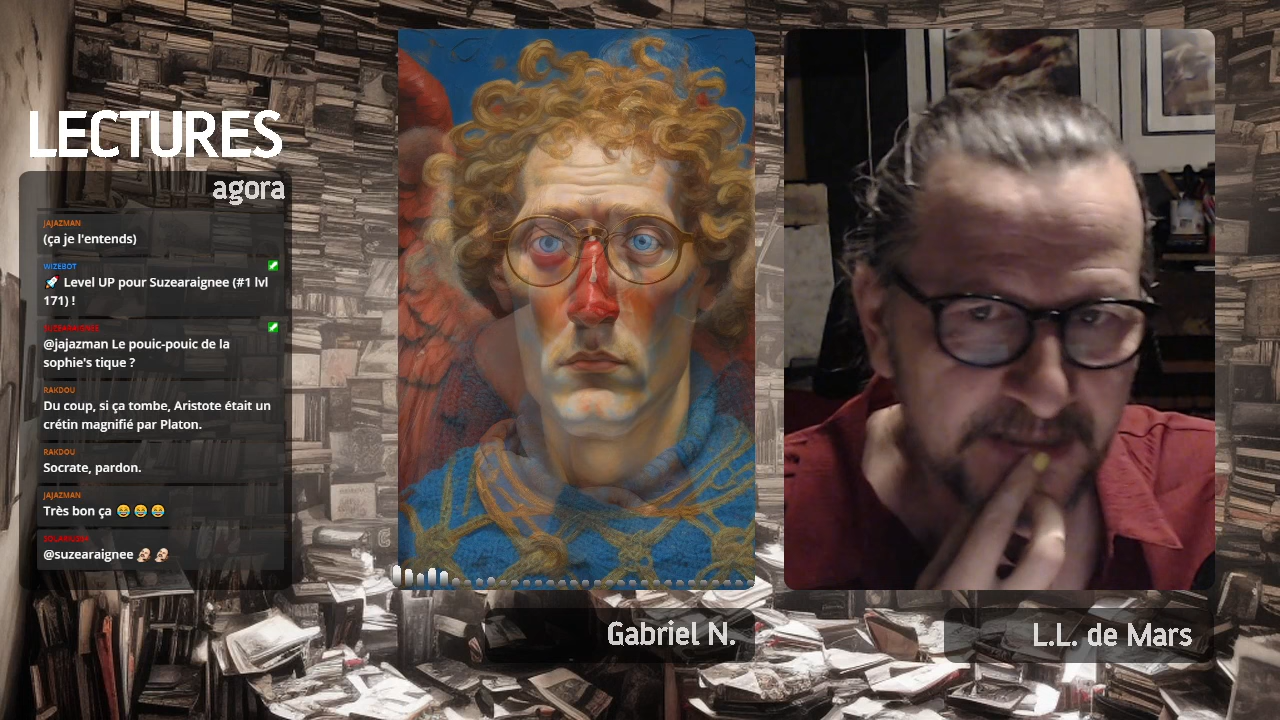 LECTURES
agora
JAJAZMAN
(ça je l'entends)
WIZEBOT
Level UP pour Suzearaignee (#1 lvl
171) !
SUZEARAIGNEE
@jajazman Le pouic-pouic de la
sophie's tique ?
RAKDOU
Du coup, si ça tombe, Aristote était un
crétin magnifié par Platon.
RAKDOU
Socrate, pardon.
JAJAZMAN
Très bon ça 😂 😂 😂
@suzearaignee
Gabriel N.
L.L. de Mars